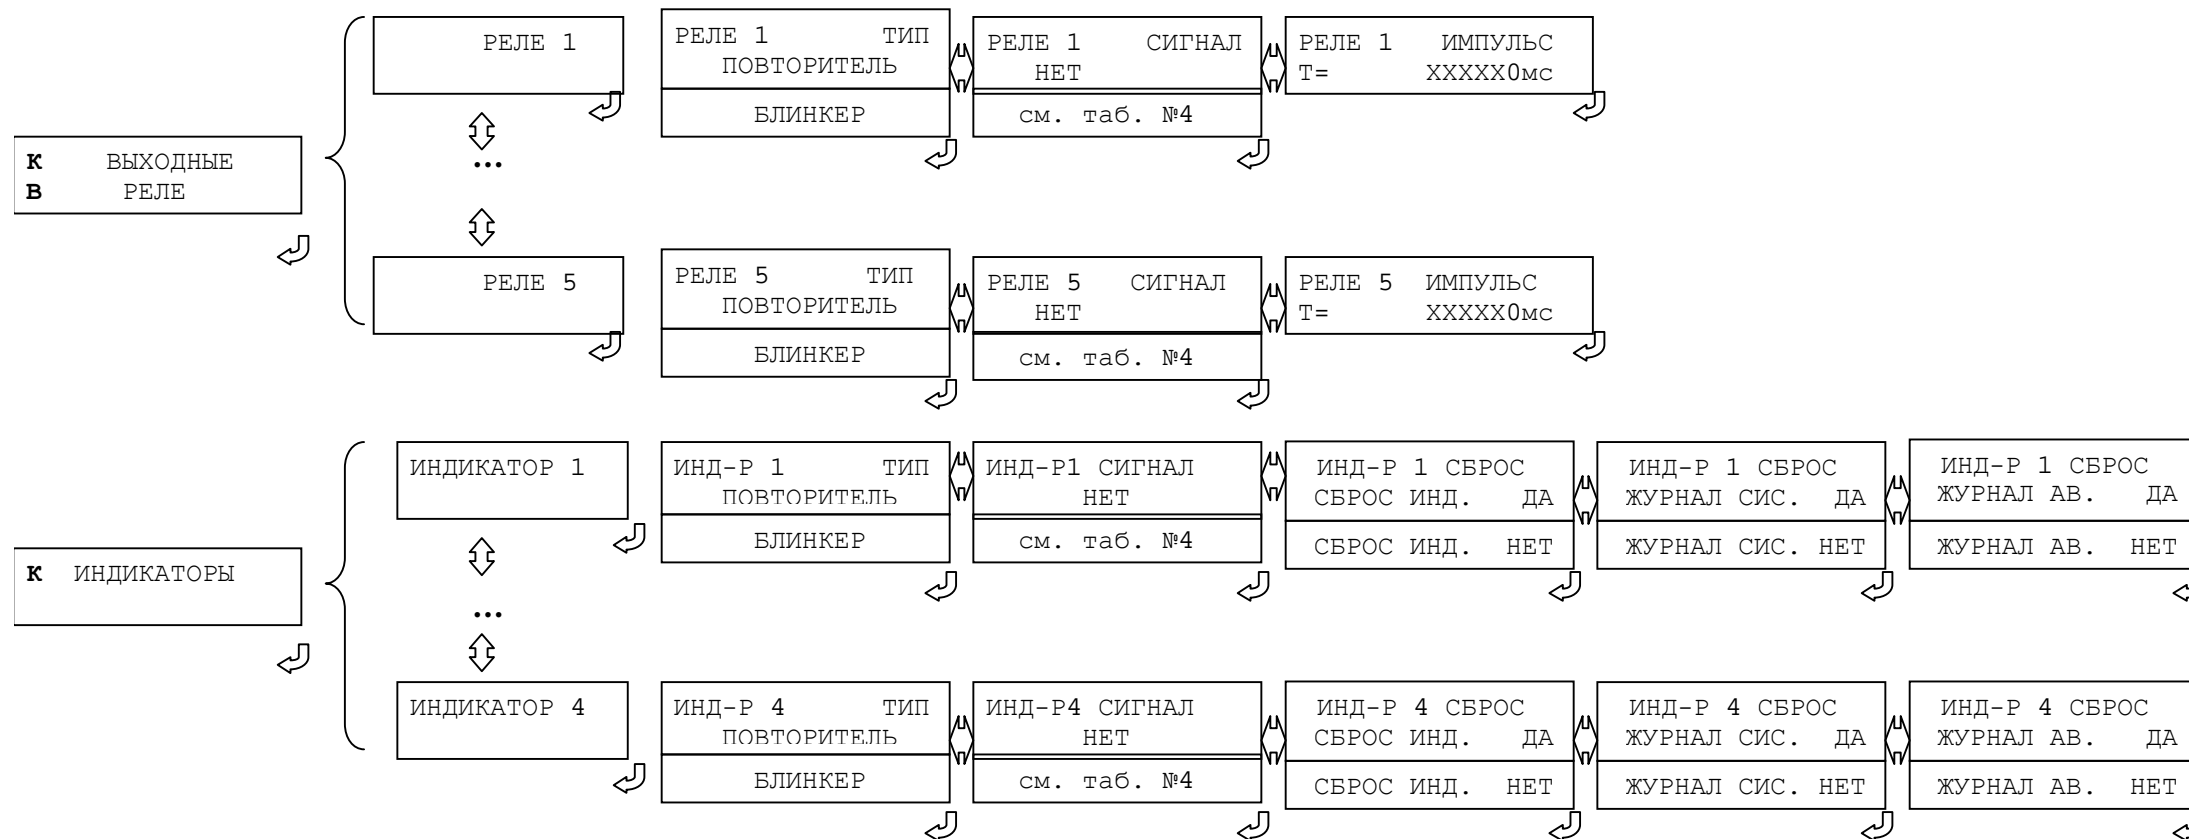 РЕЛЕ 1
РЕЛЕ 1 ТИП
ПОВТОРИТЕЛЬ
БЛИНКЕР
РЕЛЕ 1 СИГНАЛ
НЕТ
см. таб. №4
РЕЛЕ 1 ИМПУЛЬС
Т= ХХХХХ0мс
К ВЫХОДНЫЕ
В РЕЛЕ
...
РЕЛЕ 5
РЕЛЕ 5 ТИП
ПОВТОРИТЕЛЬ
БЛИНКЕР
РЕЛЕ 5 СИГНАЛ
НЕТ
см. таб. №4
РЕЛЕ 5 ИМПУЛЬС
Т= ХХХХХ0мс
ИНДИКАТОР 1
ИНД-Р 1 ТИП
ПОВТОРИТЕЛЬ
БЛИНКЕР
ИНД-Р1 СИГНАЛ
НЕТ
см. таб. №4
ИНД-Р 1 СБРОС
СБРОС ИНД. ДА
СБРОС ИНД. НЕТ
ИНД-Р 1 СБРОС
ЖУРНАЛ СИС. ДА
ЖУРНАЛ СИС. НЕТ
ИНД-Р 1 СБРОС
ЖУРНАЛ АВ. ДА
ЖУРНАЛ АВ. НЕТ
К ИНДИКАТОРЫ
...
ИНДИКАТОР 4
ИНД-Р 4 ТИП
ПОВТОРИТЕЛЬ
БЛИНКЕР
ИНД-Р4 СИГНАЛ
НЕТ
см. таб. №4
ИНД-Р 4 СБРОС
СБРОС ИНД. ДА
СБРОС ИНД. НЕТ
ИНД-Р 4 СБРОС
ЖУРНАЛ СИС. ДА
ЖУРНАЛ СИС. НЕТ
ИНД-Р 4 СБРОС
ЖУРНАЛ АВ. ДА
ЖУРНАЛ АВ. НЕТ